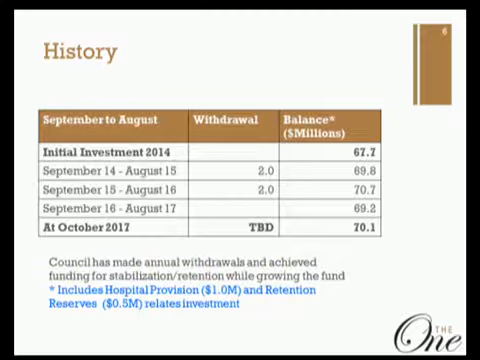 6
History
September to August Withdrawal Balance*
($Millions)
Initial Investment 2014 67.7
September 14 - August 15 2.0 69.8
September 15 - August 16 2.0 70.7
September 16 - August 17 69.2
At October 2017 TBD 70.1
Council has made annual withdrawals and achieved
funding for stabilization/retention while growing the fund
* Includes Hospital Provision ($1.0M) and Retention
Reserves ($0.5M) relates investment
THE
One